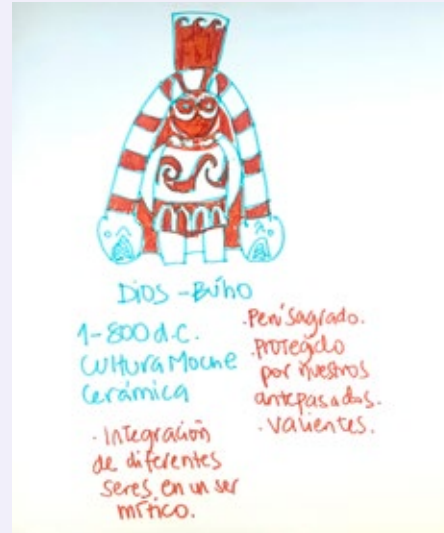 Dios - Búho
1-800 d.C.
Cultura Moche
Cerámica
· Integración
de diferentes
seres en un ser
mítico.
· Perú Sagrado.
· Protegido
por nuestros
antepasados.
· Valientes.